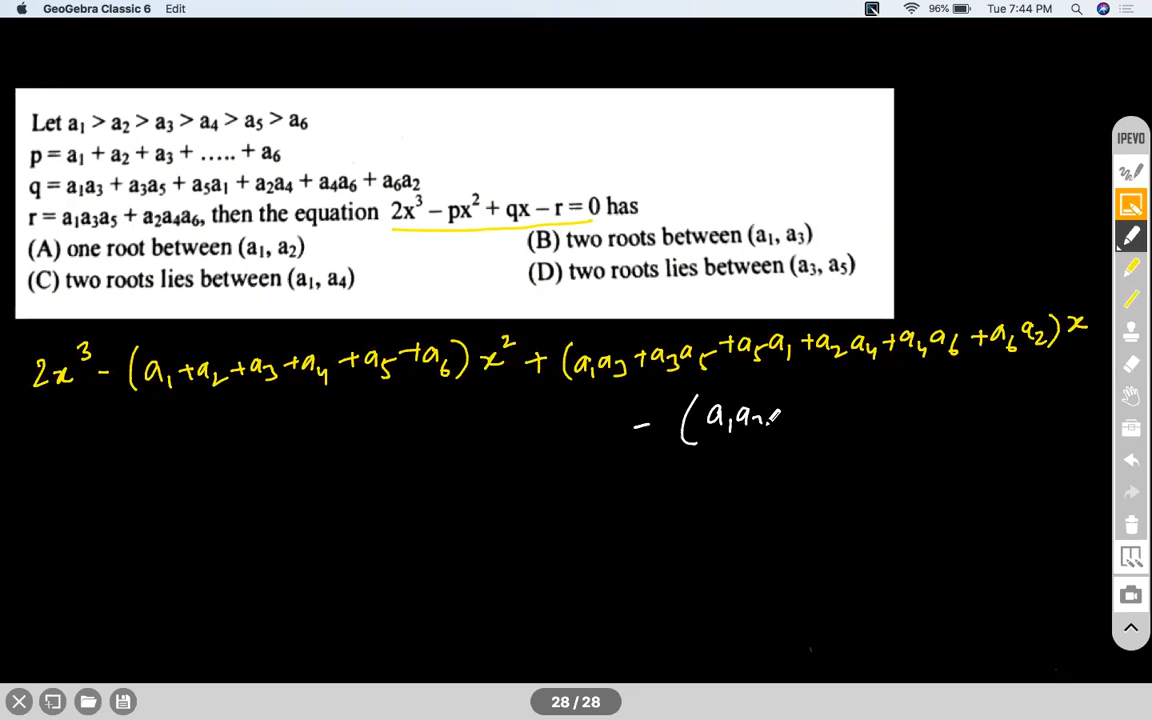 GeoGebra Classic 6 Edit 96% Tue 7:44 PM
Let a₁ > a₂ > a₃ > a₄ > a₅ > a₆
p = a₁ + a₂ + a₃ + ..... + a₆
q = a₁a₃ + a₃a₅ + a₅a₁ + a₂a₄ + a₄a₆ + a₆a₂
r = a₁a₃a₅ + a₂a₄a₆, then the equation 2x³ – px² + qx – r = 0 has
(A) one root between (a₁, a₂) (B) two roots between (a₁, a₃)
(C) two roots lies between (a₁, a₄) (D) two roots lies between (a₃, a₅)
2x³ - (a₁+a₂+a₃+a₄+a₅+a₆)x² + (a₁a₃+a₃a₅+a₅a₁+a₂a₄+a₄a₆+a₆a₂)x
- (a₁a₃
IPEVO
28 / 28